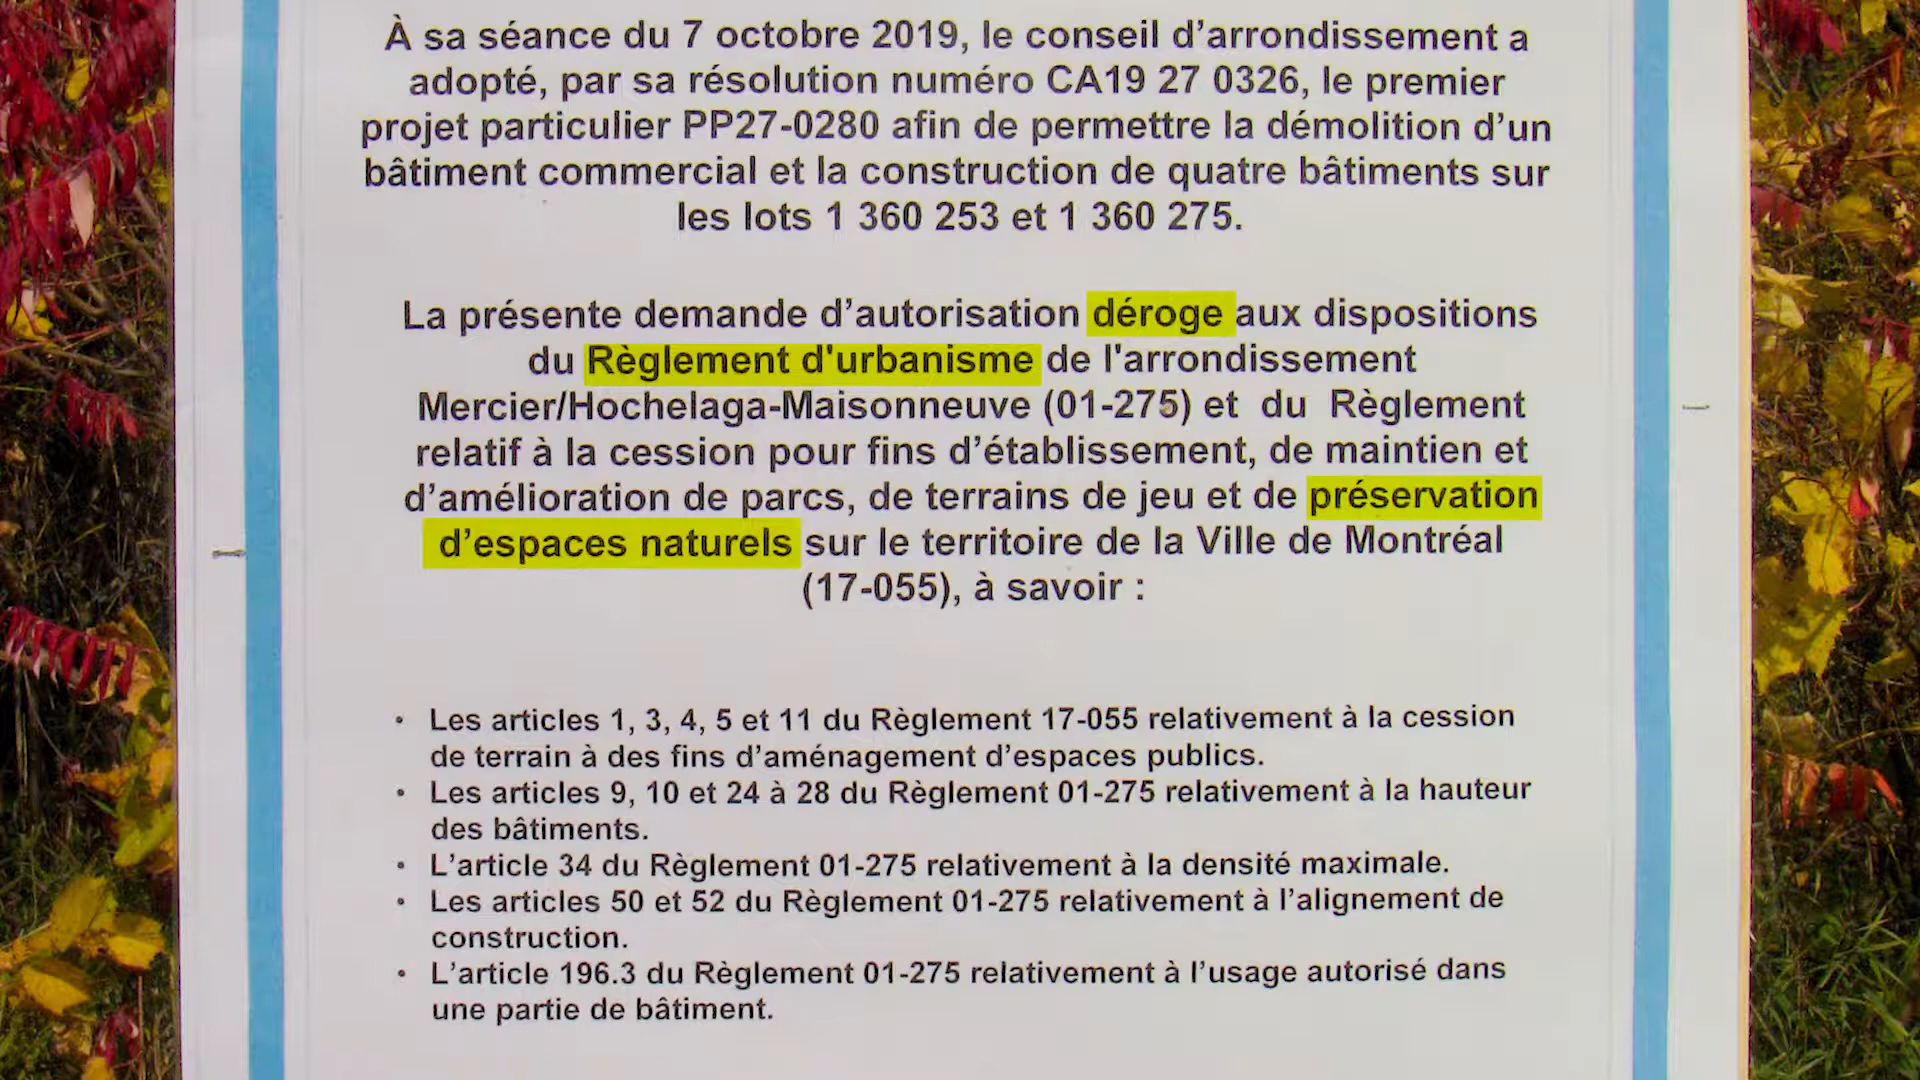 À sa séance du 7 octobre 2019, le conseil d’arrondissement a
adopté, par sa résolution numéro CA19 27 0326, le premier
projet particulier PP27-0280 afin de permettre la démolition d’un
bâtiment commercial et la construction de quatre bâtiments sur
les lots 1 360 253 et 1 360 275.
La présente demande d’autorisation déroge aux dispositions
du Règlement d'urbanisme de l'arrondissement
Mercier/Hochelaga-Maisonneuve (01-275) et du Règlement
relatif à la cession pour fins d’établissement, de maintien et
d’amélioration de parcs, de terrains de jeu et de préservation
d’espaces naturels sur le territoire de la Ville de Montréal
(17-055), à savoir :
• Les articles 1, 3, 4, 5 et 11 du Règlement 17-055 relativement à la cession
de terrain à des fins d’aménagement d’espaces publics.
• Les articles 9, 10 et 24 à 28 du Règlement 01-275 relativement à la hauteur
des bâtiments.
• L’article 34 du Règlement 01-275 relativement à la densité maximale.
• Les articles 50 et 52 du Règlement 01-275 relativement à l’alignement de
construction.
• L’article 196.3 du Règlement 01-275 relativement à l’usage autorisé dans
une partie de bâtiment.